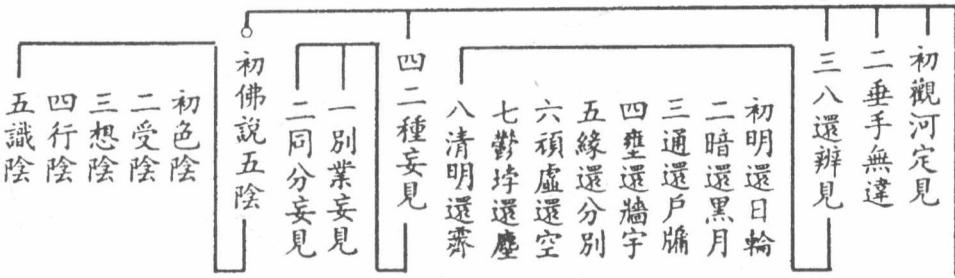 初觀河定見
二垂手無違
三八還辨見
初明還日輪
二暗還黑月
三通還戶牖
四壅還牆宇
五緣還分別
六頑虛還空
七鬱𡋯還塵
八清明還霽
四二種妄見
一別業妄見
二同分妄見
初佛說五陰
初色陰
二受陰
三想陰
四行陰
五識陰